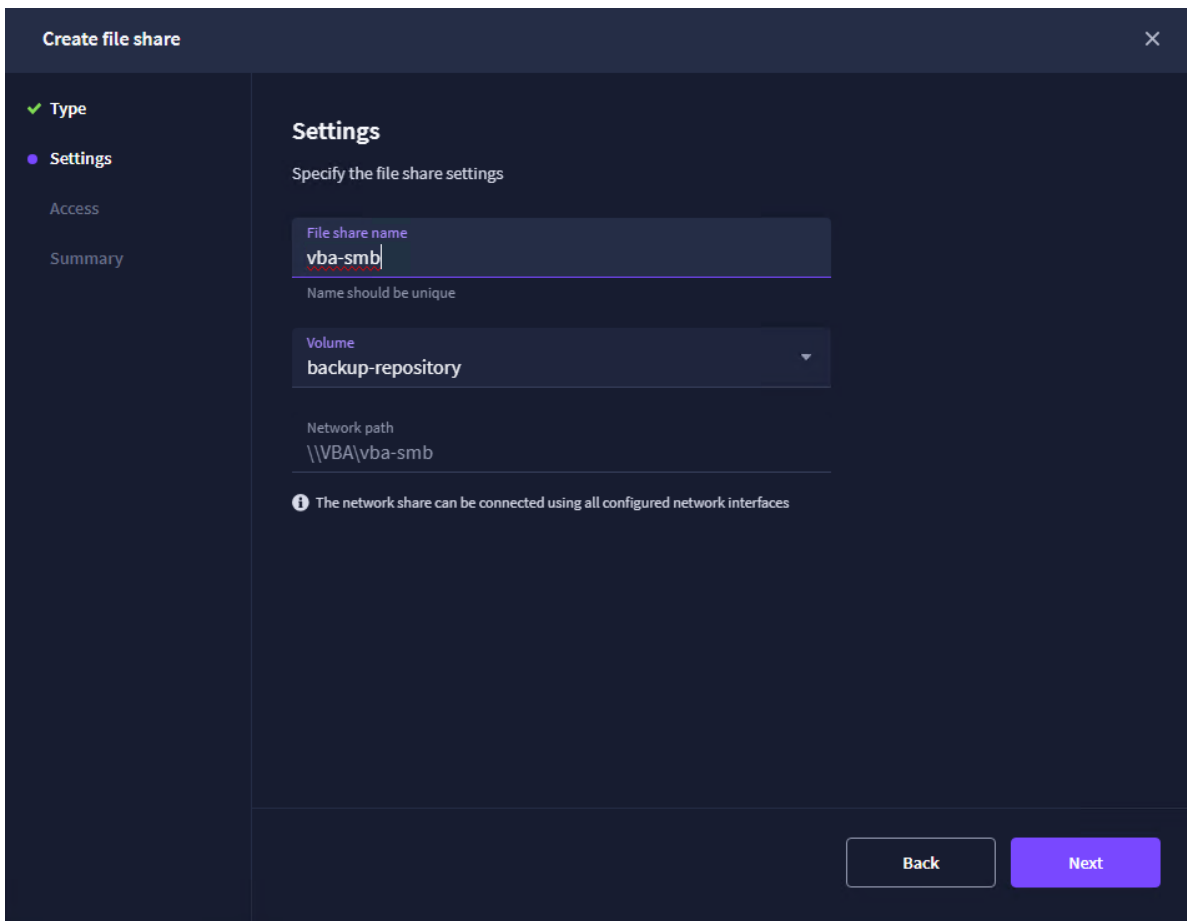 Create file share
Type
Settings
Access
Summary
Settings
Specify the file share settings
File share name
vba-smb
Name should be unique
Volume
backup-repository
Network path
\\VBA\vba-smb
The network share can be connected using all configured network interfaces
Back
Next